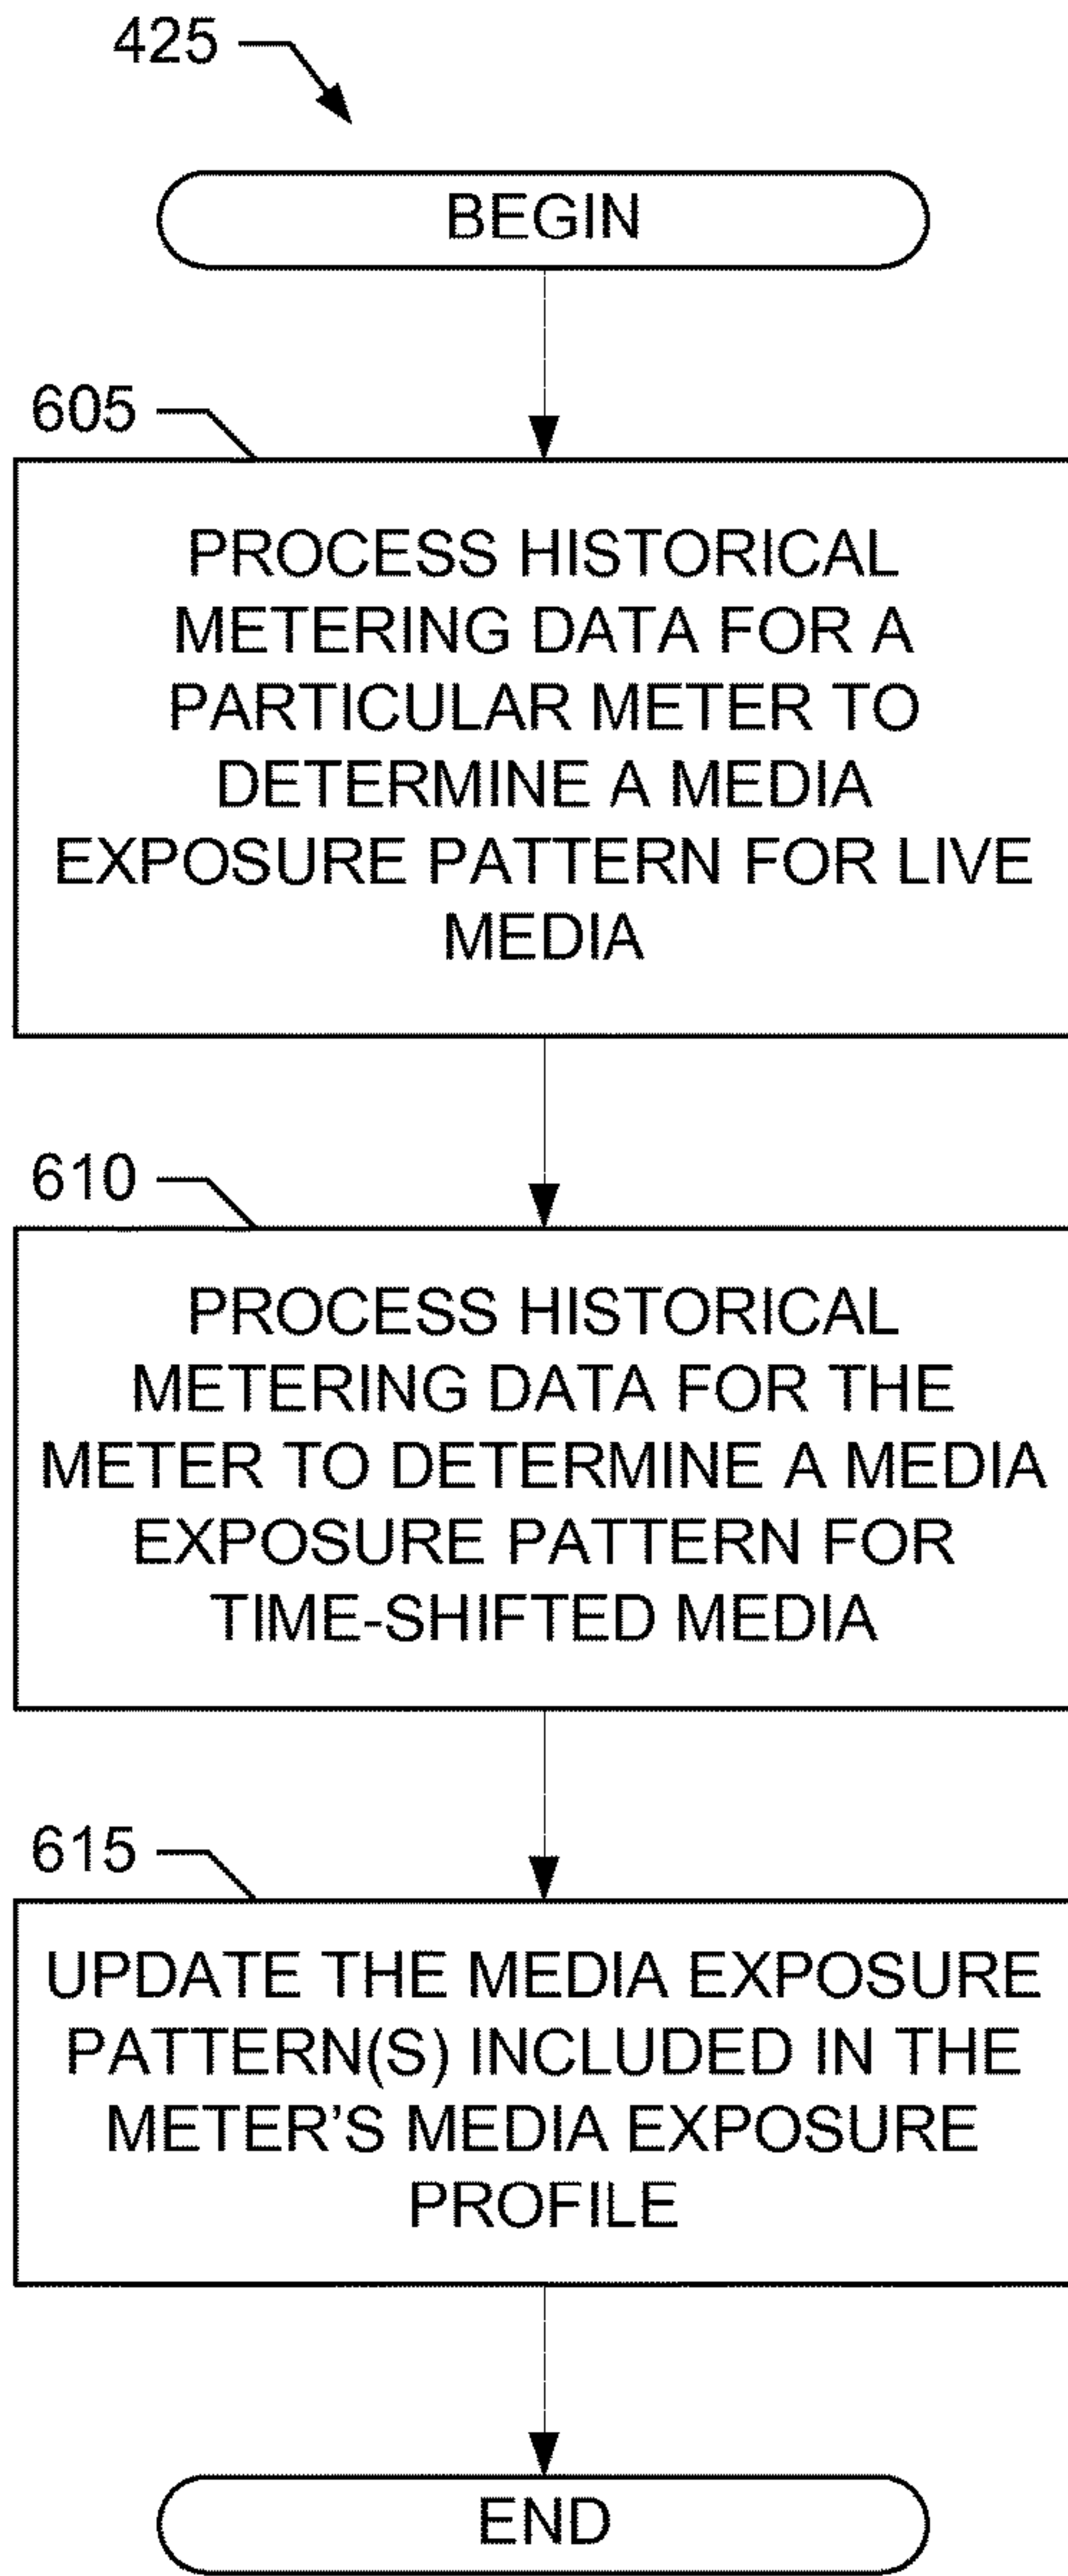 425
BEGIN
605
PROCESS HISTORICAL
METERING DATA FOR A
PARTICULAR METER TO
DETERMINE A MEDIA
EXPOSURE PATTERN FOR LIVE
MEDIA
610
PROCESS HISTORICAL
METERING DATA FOR THE
METER TO DETERMINE A MEDIA
EXPOSURE PATTERN FOR
TIME-SHIFTED MEDIA
615
UPDATE THE MEDIA EXPOSURE
PATTERN(S) INCLUDED IN THE
METER’S MEDIA EXPOSURE
PROFILE
END